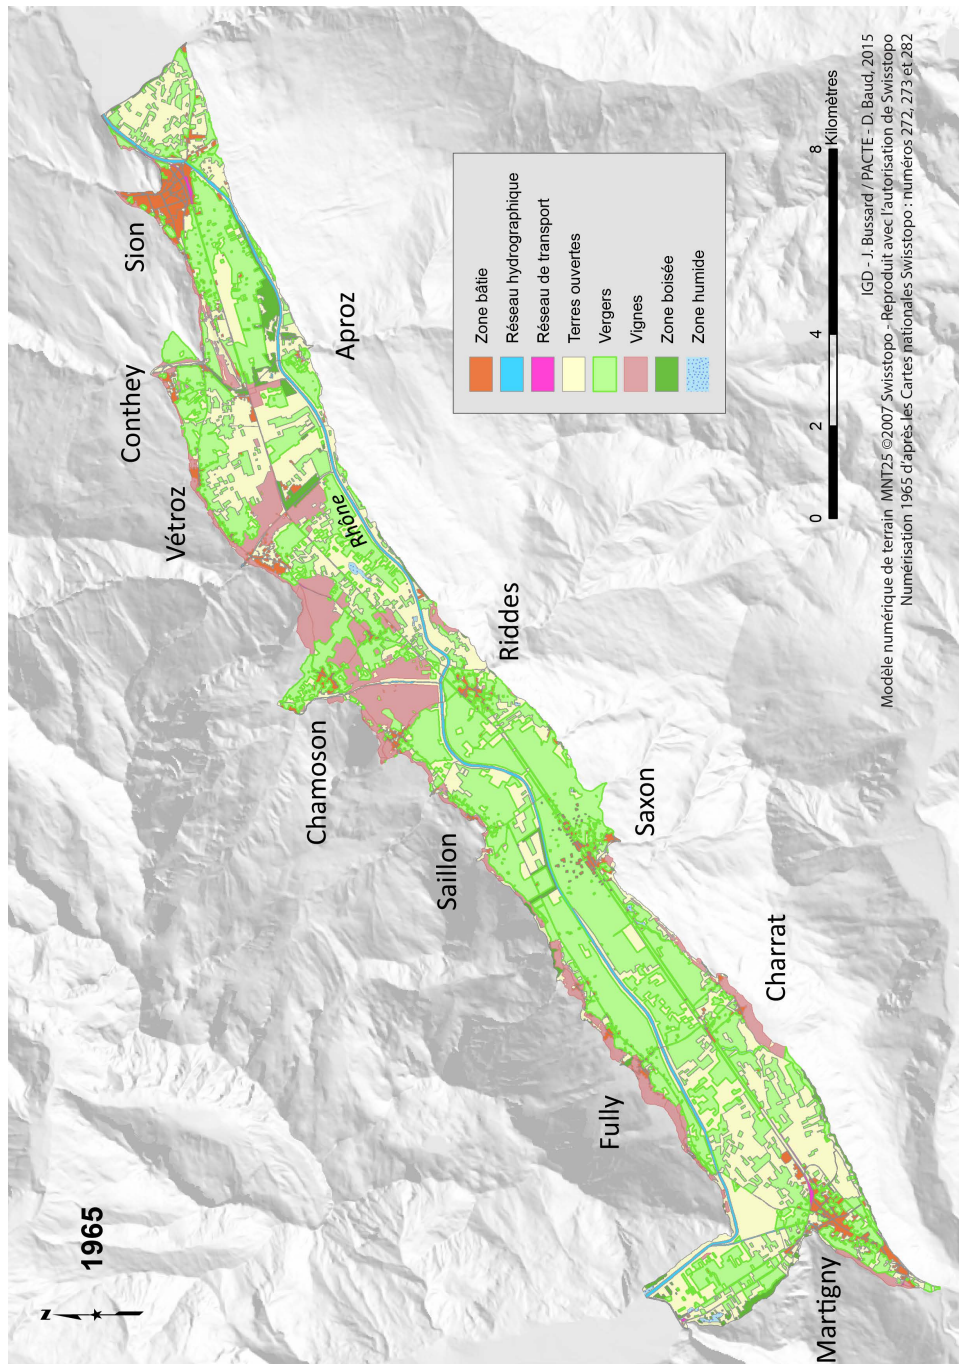 1965
N
Sion
Conthey
Vétroz
Aproz
Rhône
Chamoson
Riddes
Saillon
Saxon
Fully
Charrat
Martigny
Zone bâtie
Réseau hydrographique
Réseau de transport
Terres ouvertes
Vergers
Vignes
Zone boisée
Zone humide
0 2 4 8
Kilomètres
IGD - J. Bussard / PACTE - D. Baud, 2015
Modèle numérique de terrain MNT25 ©2007 Swisstopo - Reproduit avec l'autorisation de Swisstopo
Numérisation 1965 d'après les Cartes nationales Swisstopo : numéros 272, 273 et 282